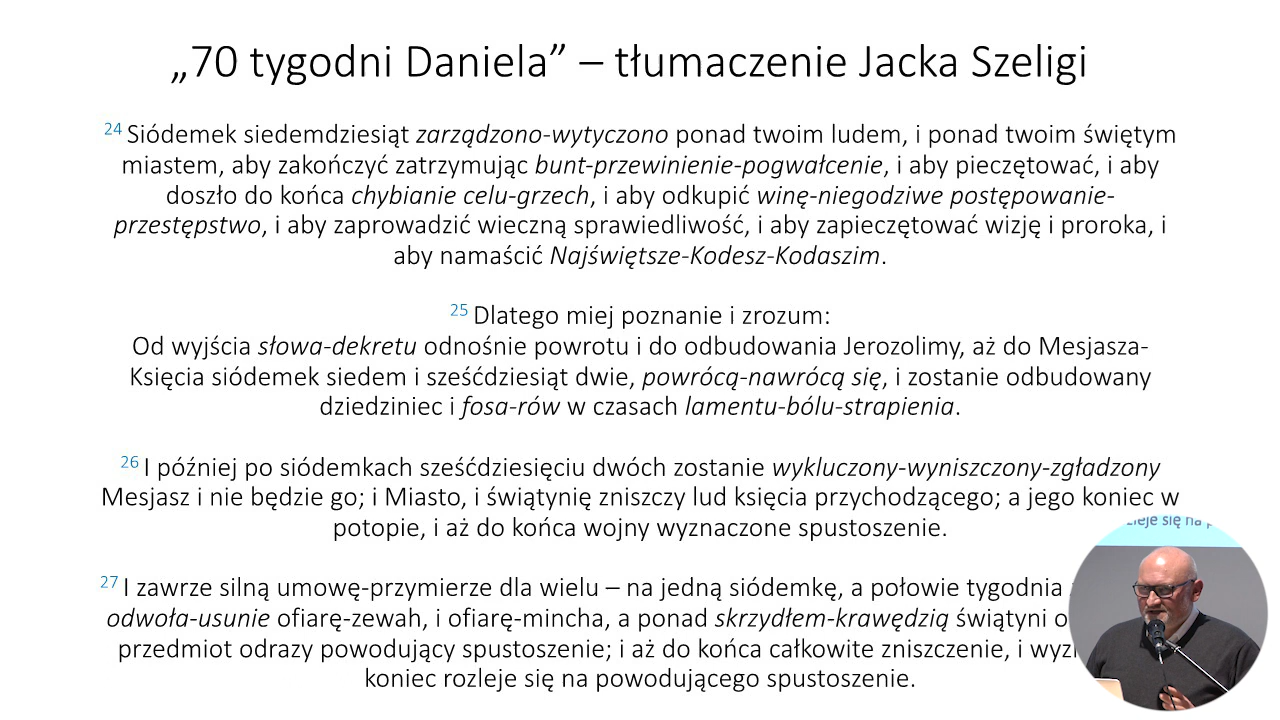 „70 tygodni Daniela” – tłumaczenie Jacka Szeligi
24 Siódemek siedemdziesiąt zarządzono-wytyczono ponad twoim ludem, i ponad twoim świętym
miastem, aby zakończyć zatrzymując bunt-przewinienie-pogwałcenie, i aby pieczętować, i aby
doszło do końca chybianie celu-grzech, i aby odkupić winę-niegodziwe postępowanie-
przestępstwo, i aby zaprowadzić wieczną sprawiedliwość, i aby zapieczętować wizję i proroka, i
aby namaścić Najświętsze-Kodesz-Kodaszim.
25 Dlatego miej poznanie i zrozum:
Od wyjścia słowa-dekretu odnośnie powrotu i do odbudowania Jerozolimy, aż do Mesjasza-
Księcia siódemek siedem i sześćdziesiąt dwie, powrócą-nawrócą się, i zostanie odbudowany
dziedziniec i fosa-rów w czasach lamentu-bólu-strapienia.
26 I później po siódemkach sześćdziesięciu dwóch zostanie wykluczony-wyniszczony-zgładzony
Mesjasz i nie będzie go; i Miasto, i świątynię zniszczy lud księcia przychodzącego; a jego koniec w
potopie, i aż do końca wojny wyznaczone spustoszenie.
27 I zawrze silną umowę-przymierze dla wielu – na jedną siódemkę, a połowie tygodnia
odwoła-usunie ofiarę-zewah, i ofiarę-mincha, a ponad skrzydłem-krawędzią świątyni
przedmiot odrazy powodujący spustoszenie; i aż do końca całkowite zniszczenie, i
koniec rozleje się na powodującego spustoszenie.
się na